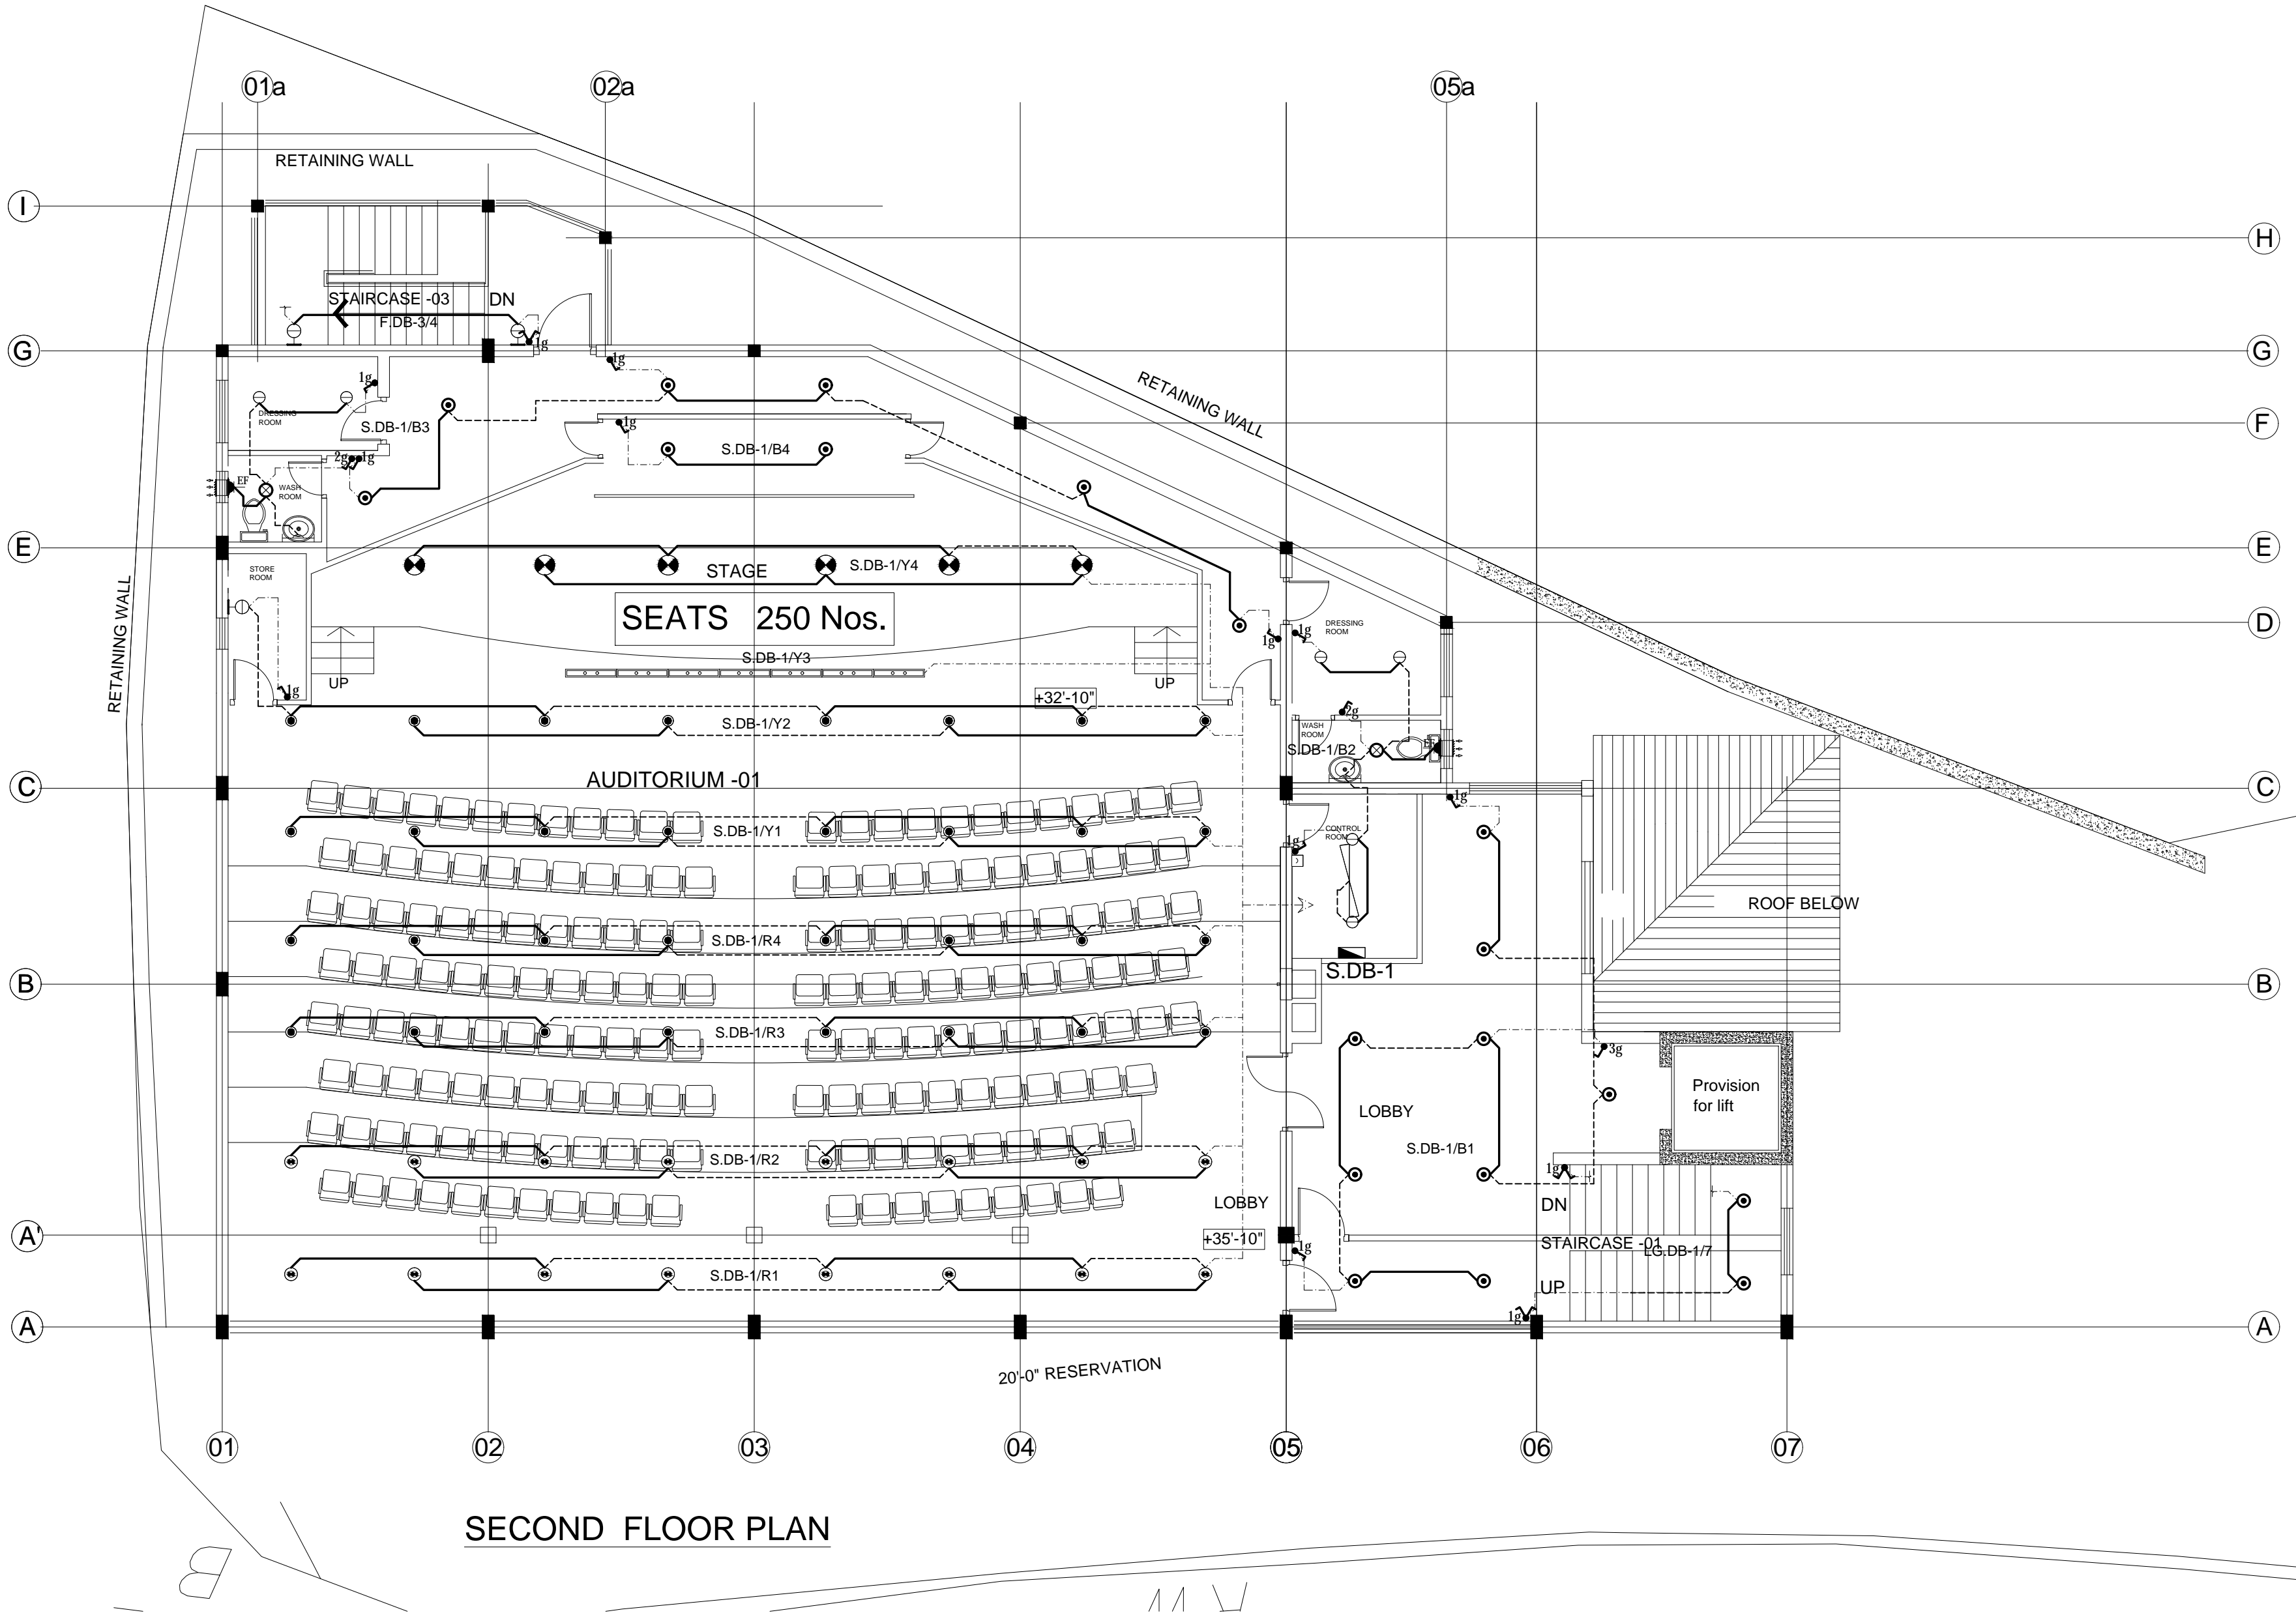 01a
02a
05a
RETAINING WALL
I
H
STAIRCASE -03
DN
F.DB-3/4
1g
G
1g
G
RETAINING WALL
1g
DRESSING
ROOM
S.DB-1/B3
1g
F
S.DB-1/B4
2g
1g
EF
WASH
ROOM
E
E
STORE
ROOM
STAGE
S.DB-1/Y4
SEATS 250 Nos.
RETAINING WALL
DRESSING
ROOM
D
1g
1g
S.DB-1/Y3
UP
UP
1g
+32'-10"
2g
S.DB-1/Y2
WASH
ROOM
S.DB-1/B2
EF
AUDITORIUM -01
C
C
1g
S.DB-1/Y1
CONTROL
ROOM
1g
ROOF BELOW
S.DB-1/R4
S.DB-1
B
B
S.DB-1/R3
3g
Provision
for lift
LOBBY
S.DB-1/B1
S.DB-1/R2
1g
LOBBY
DN
A'
+35'-10"
1g
STAIRCASE -01
LG.DB-1/7
S.DB-1/R1
UP
1g
A
A
20'-0" RESERVATION
01
02
03
04
05
06
07
SECOND FLOOR PLAN
B